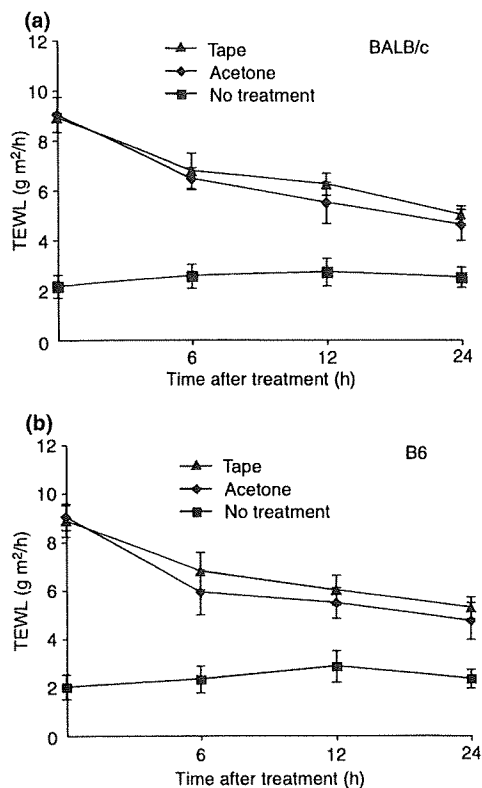 (a)
BALB/c
Tape
Acetone
No treatment
TEWL (g m²/h)
12
10
8
6
4
2
0
6
12
24
Time after treatment (h)
(b)
B6
Tape
Acetone
No treatment
TEWL (g m²/h)
12
10
8
6
4
2
0
6
12
24
Time after treatment (h)